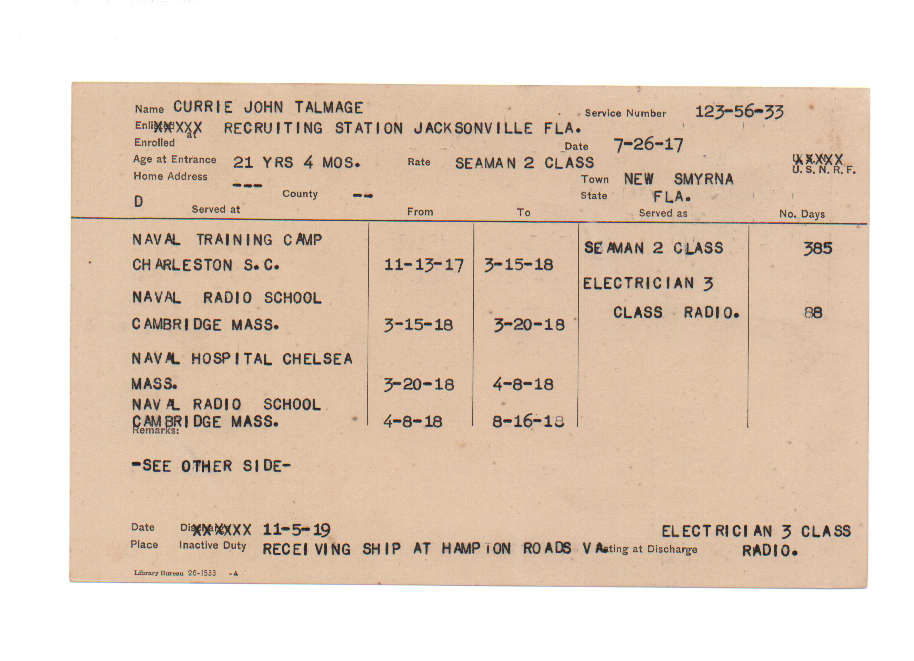 Name CURRIE JOHN TALMAGE Service Number 123-56-33
Enlisted at XXXXX RECRUITING STATION JACKSONVILLE FLA.
Enrolled Date 7-26-17
Age at Entrance 21 YRS 4 MOS. Rate SEAMAN 2 CLASS XXXXX
U. S. N. R. F.
Home Address --- County -- Town NEW SMYRNA
D State FLA.
Served at From To Served as No. Days
NAVAL TRAINING CAMP
CHARLESTON S.C. 11-13-17 3-15-18 SEAMAN 2 CLASS 385
NAVAL RADIO SCHOOL ELECTRICIAN 3
CAMBRIDGE MASS. 3-15-18 3-20-18 CLASS RADIO. 88
NAVAL HOSPITAL CHELSEA
MASS. 3-20-18 4-8-18
NAVAL RADIO SCHOOL
CAMBRIDGE MASS. 4-8-18 8-16-18
Remarks:
-SEE OTHER SIDE-
Date XXXXXX 11-5-19 ELECTRICIAN 3 CLASS
Place Inactive Duty RECEIVING SHIP AT HAMPTON ROADS VA. ting at Discharge RADIO.
Library Bureau 26-1533 -A